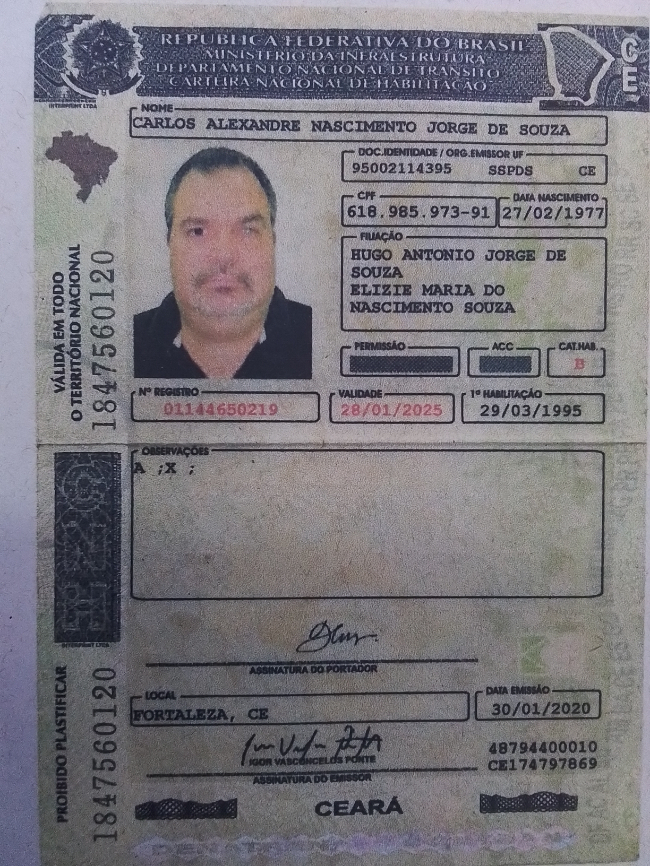 REPÚBLICA FEDERATIVA DO BRASIL
MINISTÉRIO DA INFRAESTRUTURA
DEPARTAMENTO NACIONAL DE TRÂNSITO
CARTEIRA NACIONAL DE HABILITAÇÃO
CE
INTERPRINT LTDA
NOME
CARLOS ALEXANDRE NASCIMENTO JORGE DE SOUZA
DOC.IDENTIDADE / ORG.EMISSOR UF
95002114395 SSPDS CE
CPF
618.985.973-91
DATA NASCIMENTO
27/02/1977
FILIAÇÃO
HUGO ANTONIO JORGE DE
SOUZA
ELIZIE MARIA DO
NASCIMENTO SOUZA
PERMISSÃO
ACC
CAT.HAB.
B
Nº REGISTRO
01144650219
VALIDADE
28/01/2025
1ª HABILITAÇÃO
29/03/1995
VÁLIDA EM TODO
O TERRITÓRIO NACIONAL
1847560120
OBSERVAÇÕES
A ;X ;
INTERPRINT LTDA
ASSINATURA DO PORTADOR
LOCAL
FORTALEZA, CE
DATA EMISSÃO
30/01/2020
IGOR VASCONCELOS PONTE
ASSINATURA DO EMISSOR
48794400010
CE174797869
PROIBIDO PLASTIFICAR
1847560120
CEARÁ